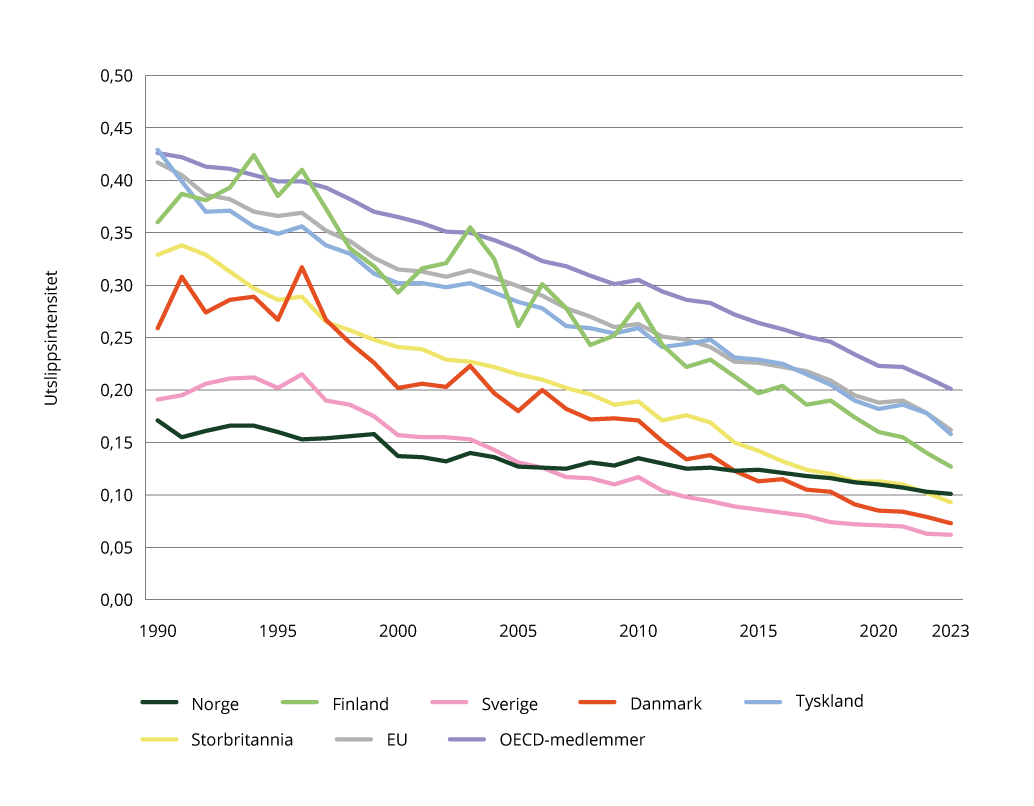 0,50
0,45
0,40
0,35
0,30
0,25
0,20
0,15
0,10
0,05
0,00
Utslippsintensitet
1990 1995 2000 2005 2010 2015 2020 2023
Norge Finland Sverige Danmark Tyskland
Storbritannia EU OECD-medlemmer